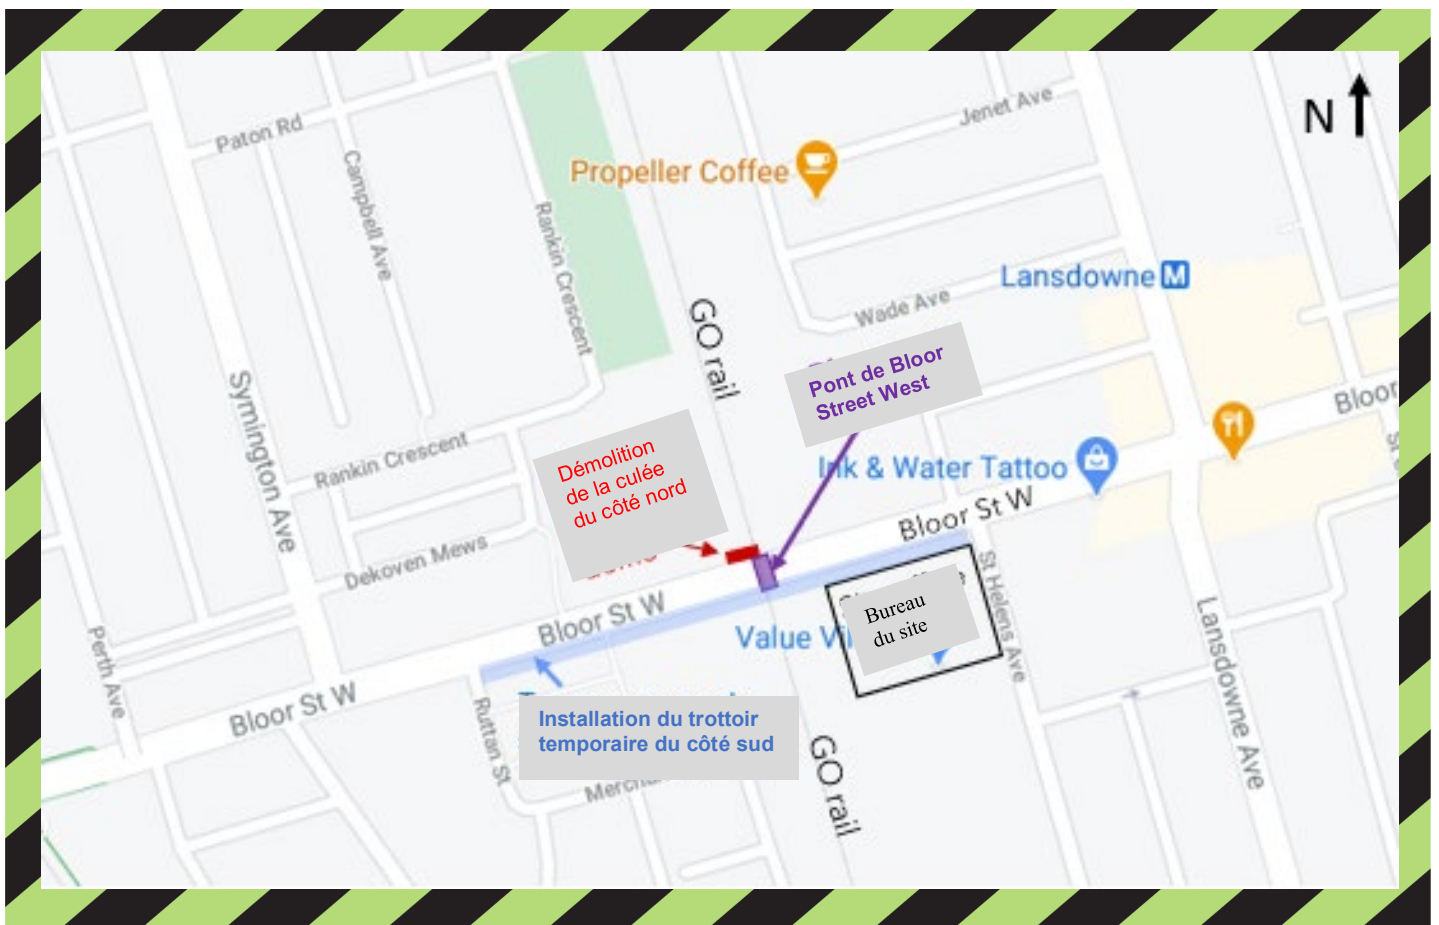 N
Jenet Ave
Paton Rd
Propeller Coffee
Campbell Ave
Rankin Crescent
Lansdowne M
Wade Ave
GO rail
Pont de Bloor
Street West
Bloor
Symington Ave
Rankin Crescent
Démolition
de la culée
du côté nord
Ink & Water Tattoo
Bloor St W
Dekoven Mews
St Helens Ave
Bureau
du site
Bloor St W
Value
Lansdowne Ave
Perth Ave
Bloor St W
Ruttan St
Installation du trottoir
temporaire du côté sud
GO rail